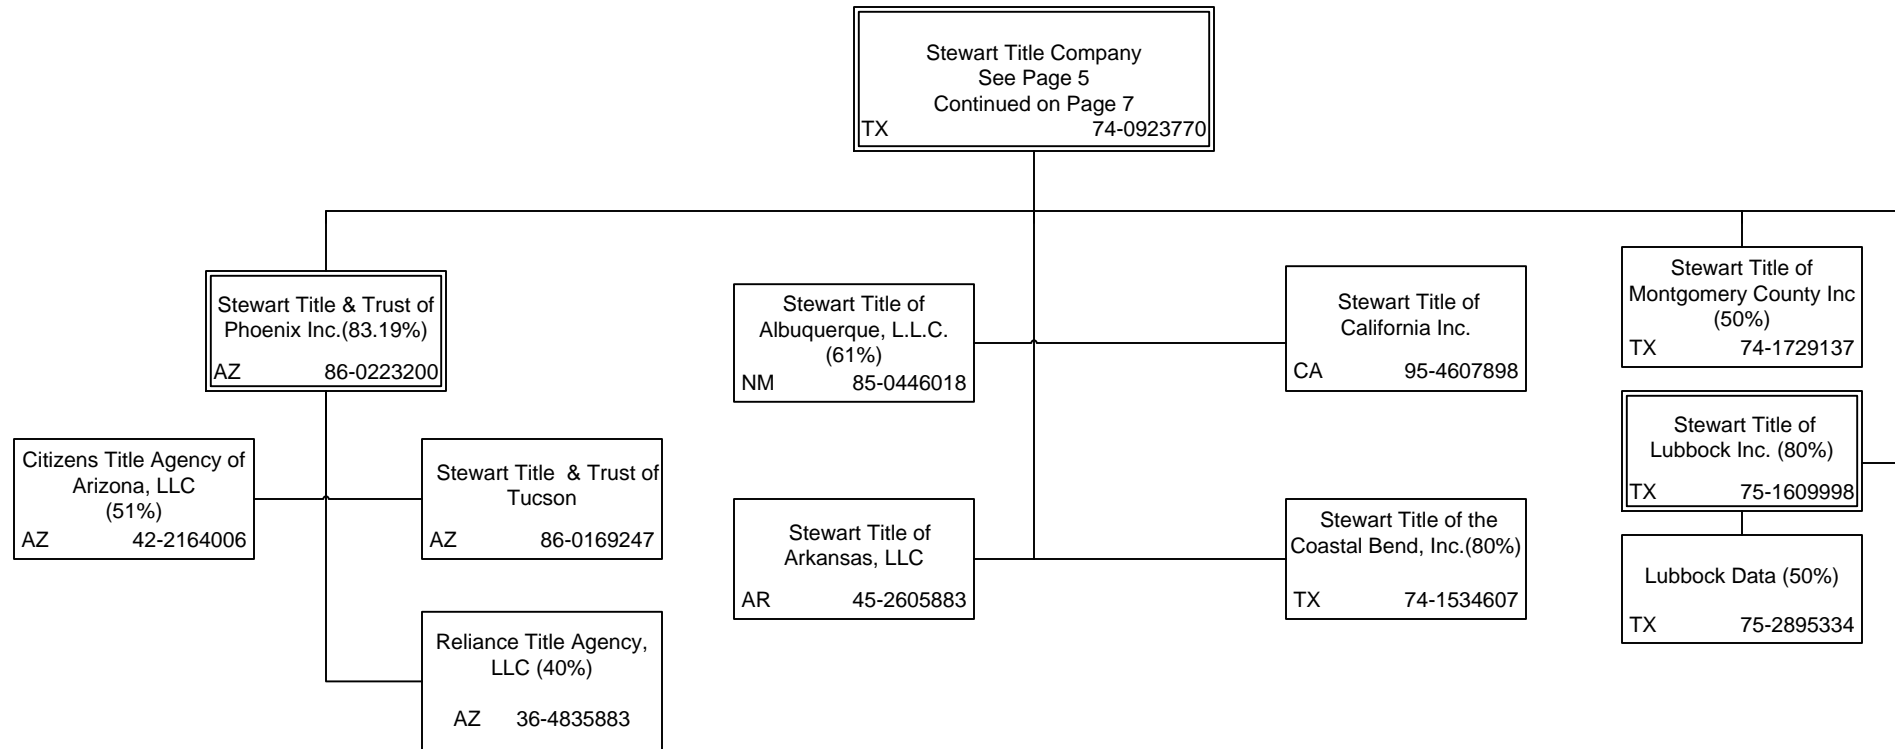 Stewart Title Company
See Page 5
Continued on Page 7
TX 74-0923770
Stewart Title & Trust of
Phoenix Inc.(83.19%)
AZ 86-0223200
Citizens Title Agency of
Arizona, LLC
(51%)
AZ 42-2164006
Stewart Title & Trust of
Tucson
AZ 86-0169247
Reliance Title Agency,
LLC (40%)
AZ 36-4835883
Stewart Title of
Albuquerque, L.L.C.
(61%)
NM 85-0446018
Stewart Title of
California Inc.
CA 95-4607898
Stewart Title of
Arkansas, LLC
AR 45-2605883
Stewart Title of the
Coastal Bend, Inc.(80%)
TX 74-1534607
Stewart Title of
Montgomery County Inc
(50%)
TX 74-1729137
Stewart Title of
Lubbock Inc. (80%)
TX 75-1609998
Lubbock Data (50%)
TX 75-2895334